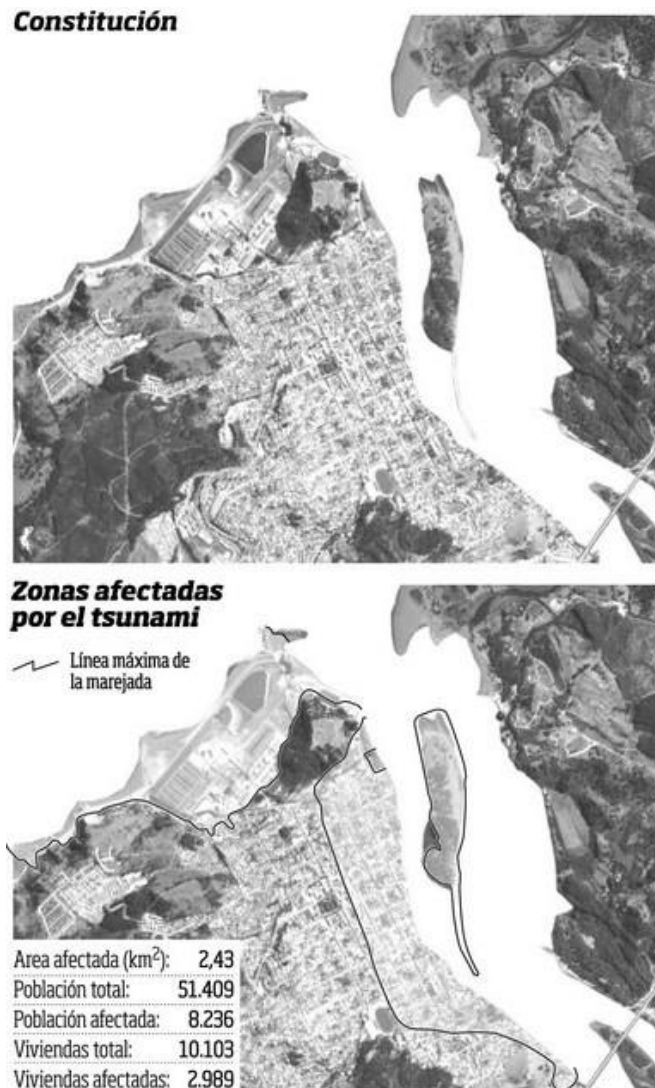 Constitución
Zonas afectadas
por el tsunami
Línea máxima de
la marejada
Area afectada (km²): 2,43
Población total: 51.409
Población afectada: 8.236
Viviendas total: 10.103
Viviendas afectadas: 2.989